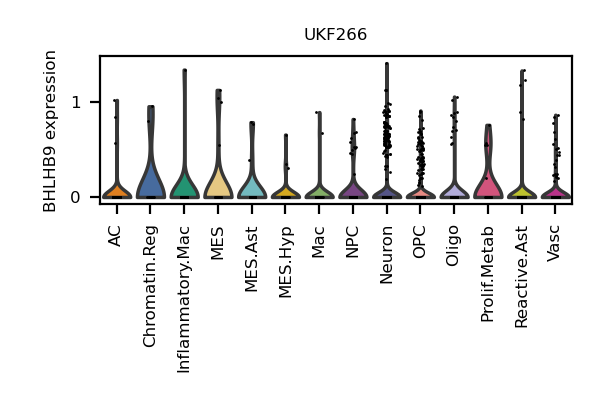 UKF266
BHLHB9 expression
1
0
AC
Chromatin.Reg
Inflammatory.Mac
MES
MES.Ast
MES.Hyp
Mac
NPC
Neuron
OPC
Oligo
Prolif.Metab
Reactive.Ast
Vasc